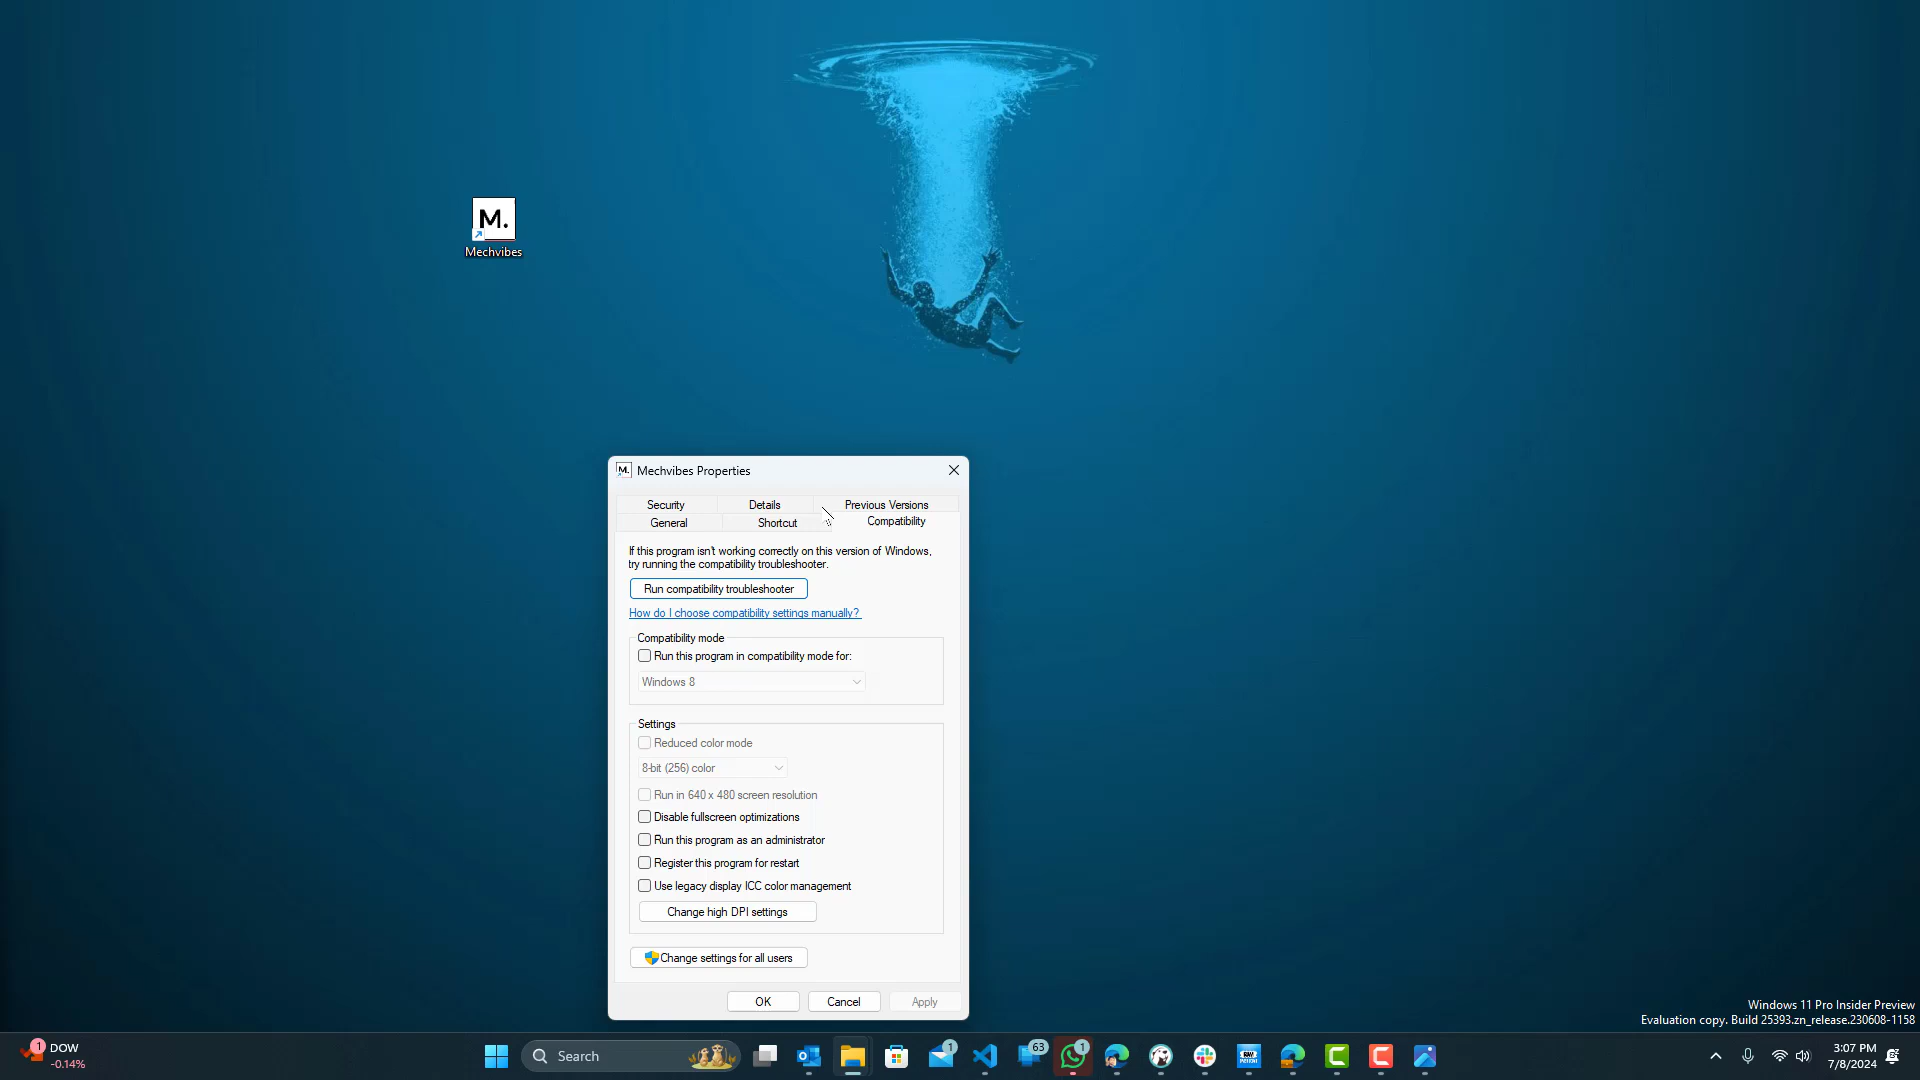 M.
Mechvibes
M. Mechvibes Properties
Security Details Previous Versions
General Shortcut Compatibility
If this program isn't working correctly on this version of Windows,
try running the compatibility troubleshooter.
Run compatibility troubleshooter
How do I choose compatibility settings manually?
Compatibility mode
Run this program in compatibility mode for:
Windows 8
Settings
Reduced color mode
8-bit (256) color
Run in 640 x 480 screen resolution
Disable fullscreen optimizations
Run this program as an administrator
Register this program for restart
Use legacy display ICC color management
Change high DPI settings
Change settings for all users
OK Cancel Apply
Windows 11 Pro Insider Preview
Evaluation copy. Build 25393.zn_release.230608-1158
1 DOW
-0.14%
Search
1
63
1
3:07 PM
7/8/2024